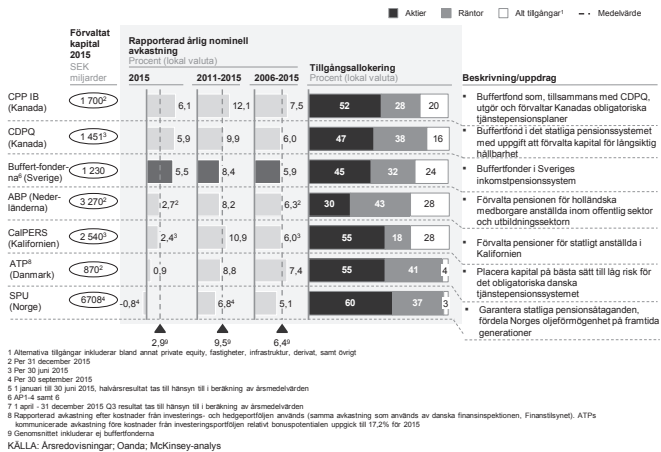 Aktier Räntor Alt tillgångar¹ Medelvärde
Förvaltat
kapital
2015
SEK
miljarder
Rapporterad årlig nominell
avkastning
Procent (lokal valuta)
2015 2011-2015 2006-2015
Tillgångsallokering
Procent (lokal valuta)
Beskrivning/uppdrag
CPP IB
(Kanada)
1 700² 6,1 12,1 7,5 52 28 20
▪ Buffertfond som, tillsammans med CDPQ,
utgör och förvaltar Kanadas obligatoriska
tjänstepensionsplaner
CDPQ
(Kanada)
1 451³ 5,9 9,9 6,0 47 38 16
▪ Buffertfond i det statliga pensionssystemet
med uppgift att förvalta kapital för långsiktig
hållbarhet
Buffert-fonder-
na⁶ (Sverige)
1 230 5,5 8,4 5,9 45 32 24
▪ Buffertfonder i Sveriges
inkomstpensionssystem
ABP (Neder-
länderna)
3 270² 2,7² 8,2 6,3² 30 43 28
▪ Förvalta pensionen för holländska
medborgare anställda inom offentlig sektor
och utbildningssektorn
CalPERS
(Kalifornien)
2 540³ 2,4³ 10,9 6,0³ 55 18 28
▪ Förvalta pensioner för statligt anställda i
Kalifornien
ATP⁸
(Danmark)
870² 0,9 8,8 7,4 55 41 4
▪ Placera kapital på bästa sätt till låg risk för
det obligatoriska danska
tjänstepensionssystemet
SPU
(Norge)
6708⁴ -0,8⁴ 6,8⁴ 5,1 60 37 3
▪ Garantera statliga pensionsåtaganden,
fördela Norges oljeförmögenhet på framtida
generationer
2,9⁹ 9,5⁹ 6,4⁹
1 Alternativa tillgångar inkluderar bland annat private equity, fastigheter, infrastruktur, derivat, samt övrigt
2 Per 31 december 2015
3 Per 30 juni 2015
4 Per 30 september 2015
5 1 januari till 30 juni 2015, halvårsresultat tas till hänsyn till i beräkning av årsmedelvärden
6 AP1-4 samt 6
7 1 april - 31 december 2015 Q3 resultat tas till hänsyn till i beräkning av årsmedelvärden
8 Rapporterad avkastning efter kostnader från investerings- och hedgeportföljen används (samma avkastning som används av danska finansinspektionen, Finanstilsynet). ATPs
kommunicerade avkastning före kostnader från investeringsportföljen relativt bonuspotentialen uppgick till 17,2% för 2015
9 Genomsnittet inkluderar ej buffertfonderna
KÄLLA: Årsredovisningar; Oanda; McKinsey-analys